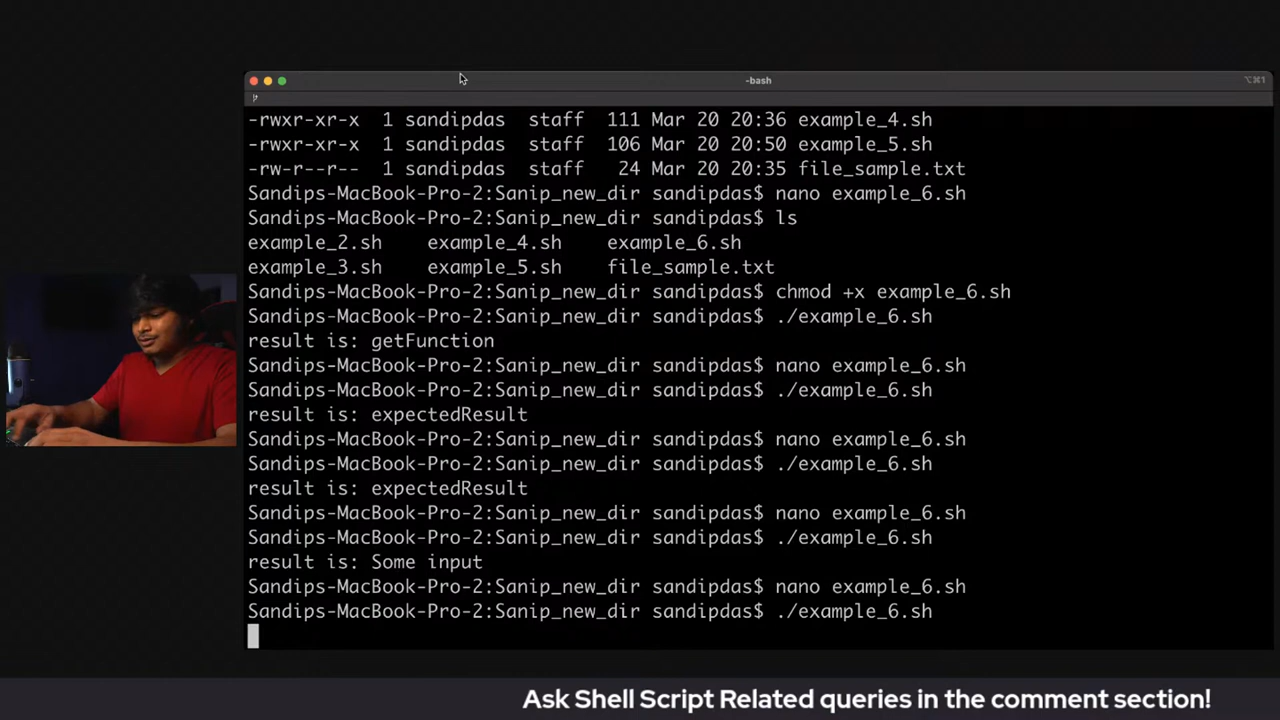 -bash
⌥⌘1
-rwxr-xr-x 1 sandipdas staff 111 Mar 20 20:36 example_4.sh
-rwxr-xr-x 1 sandipdas staff 106 Mar 20 20:50 example_5.sh
-rw-r--r-- 1 sandipdas staff 24 Mar 20 20:35 file_sample.txt
Sandips-MacBook-Pro-2:Sanip_new_dir sandipdas$ nano example_6.sh
Sandips-MacBook-Pro-2:Sanip_new_dir sandipdas$ ls
example_2.sh example_4.sh example_6.sh
example_3.sh example_5.sh file_sample.txt
Sandips-MacBook-Pro-2:Sanip_new_dir sandipdas$ chmod +x example_6.sh
Sandips-MacBook-Pro-2:Sanip_new_dir sandipdas$ ./example_6.sh
result is: getFunction
Sandips-MacBook-Pro-2:Sanip_new_dir sandipdas$ nano example_6.sh
Sandips-MacBook-Pro-2:Sanip_new_dir sandipdas$ ./example_6.sh
result is: expectedResult
Sandips-MacBook-Pro-2:Sanip_new_dir sandipdas$ nano example_6.sh
Sandips-MacBook-Pro-2:Sanip_new_dir sandipdas$ ./example_6.sh
result is: expectedResult
Sandips-MacBook-Pro-2:Sanip_new_dir sandipdas$ nano example_6.sh
Sandips-MacBook-Pro-2:Sanip_new_dir sandipdas$ ./example_6.sh
result is: Some input
Sandips-MacBook-Pro-2:Sanip_new_dir sandipdas$ nano example_6.sh
Sandips-MacBook-Pro-2:Sanip_new_dir sandipdas$ ./example_6.sh
Ask Shell Script Related queries in the comment section!